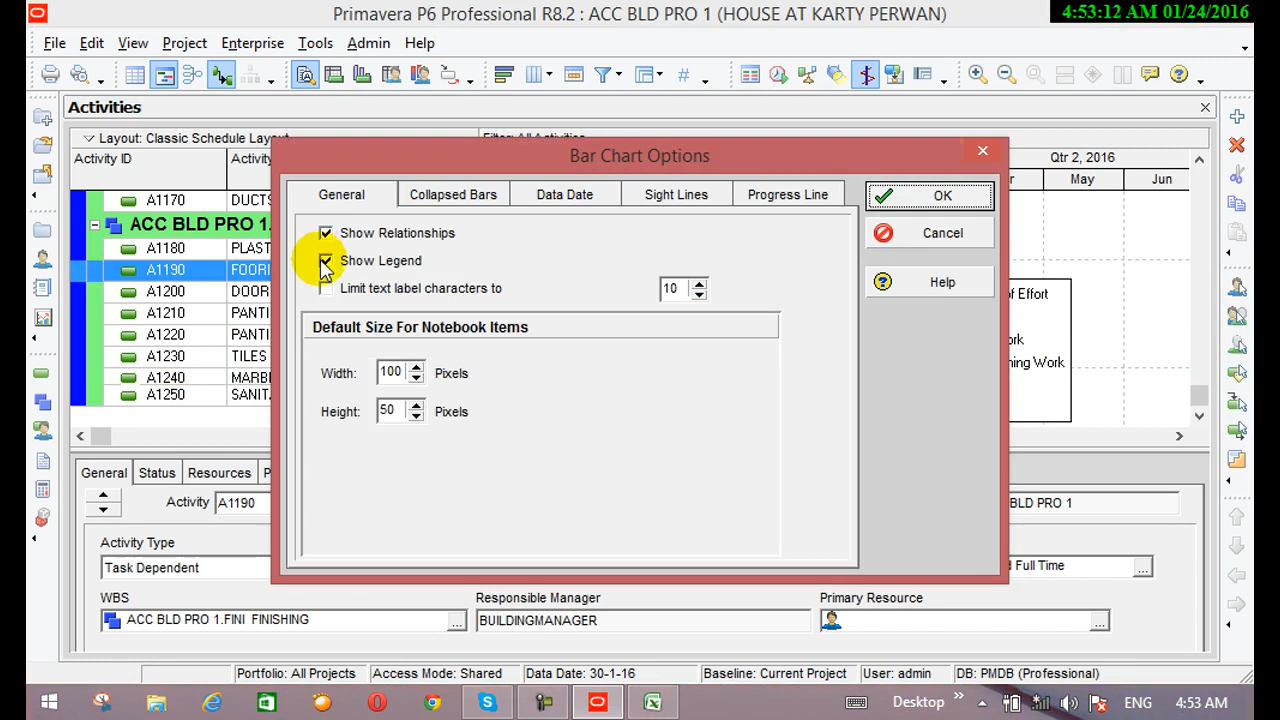 Primavera P6 Professional R8.2 : ACC BLD PRO 1 (HOUSE AT KARTY PERWAN)
4:53:12 AM 01/24/2016
File Edit View Project Enterprise Tools Admin Help
Activities
Layout: Classic Schedule Layout
Filter: All Activities
Activity ID
Qtr 2, 2016
May Jun
A1170 DUCTS
ACC BLD PRO 1.
A1180 PLAST
A1190 FOORI
A1200 DOOR
A1210 PANTI
A1220 PANTI
A1230 TILES
A1240 MARBL
A1250 SANIT
of Effort
Bar Chart Options
General Collapsed Bars Data Date Sight Lines Progress Line
OK
Cancel
Help
Show Relationships
Show Legend
Limit text label characters to 10
Default Size For Notebook Items
Width: 100 Pixels
Height: 50 Pixels
General Status Resources
Activity A1190
BLD PRO 1
Activity Type
Task Dependent
Full Time
WBS
ACC BLD PRO 1.FINI FINISHING
Responsible Manager
BUILDINGMANAGER
Primary Resource
Portfolio: All Projects Access Mode: Shared Data Date: 30-1-16 Baseline: Current Project User: admin DB: PMDB (Professional)
Desktop ENG 4:53 AM